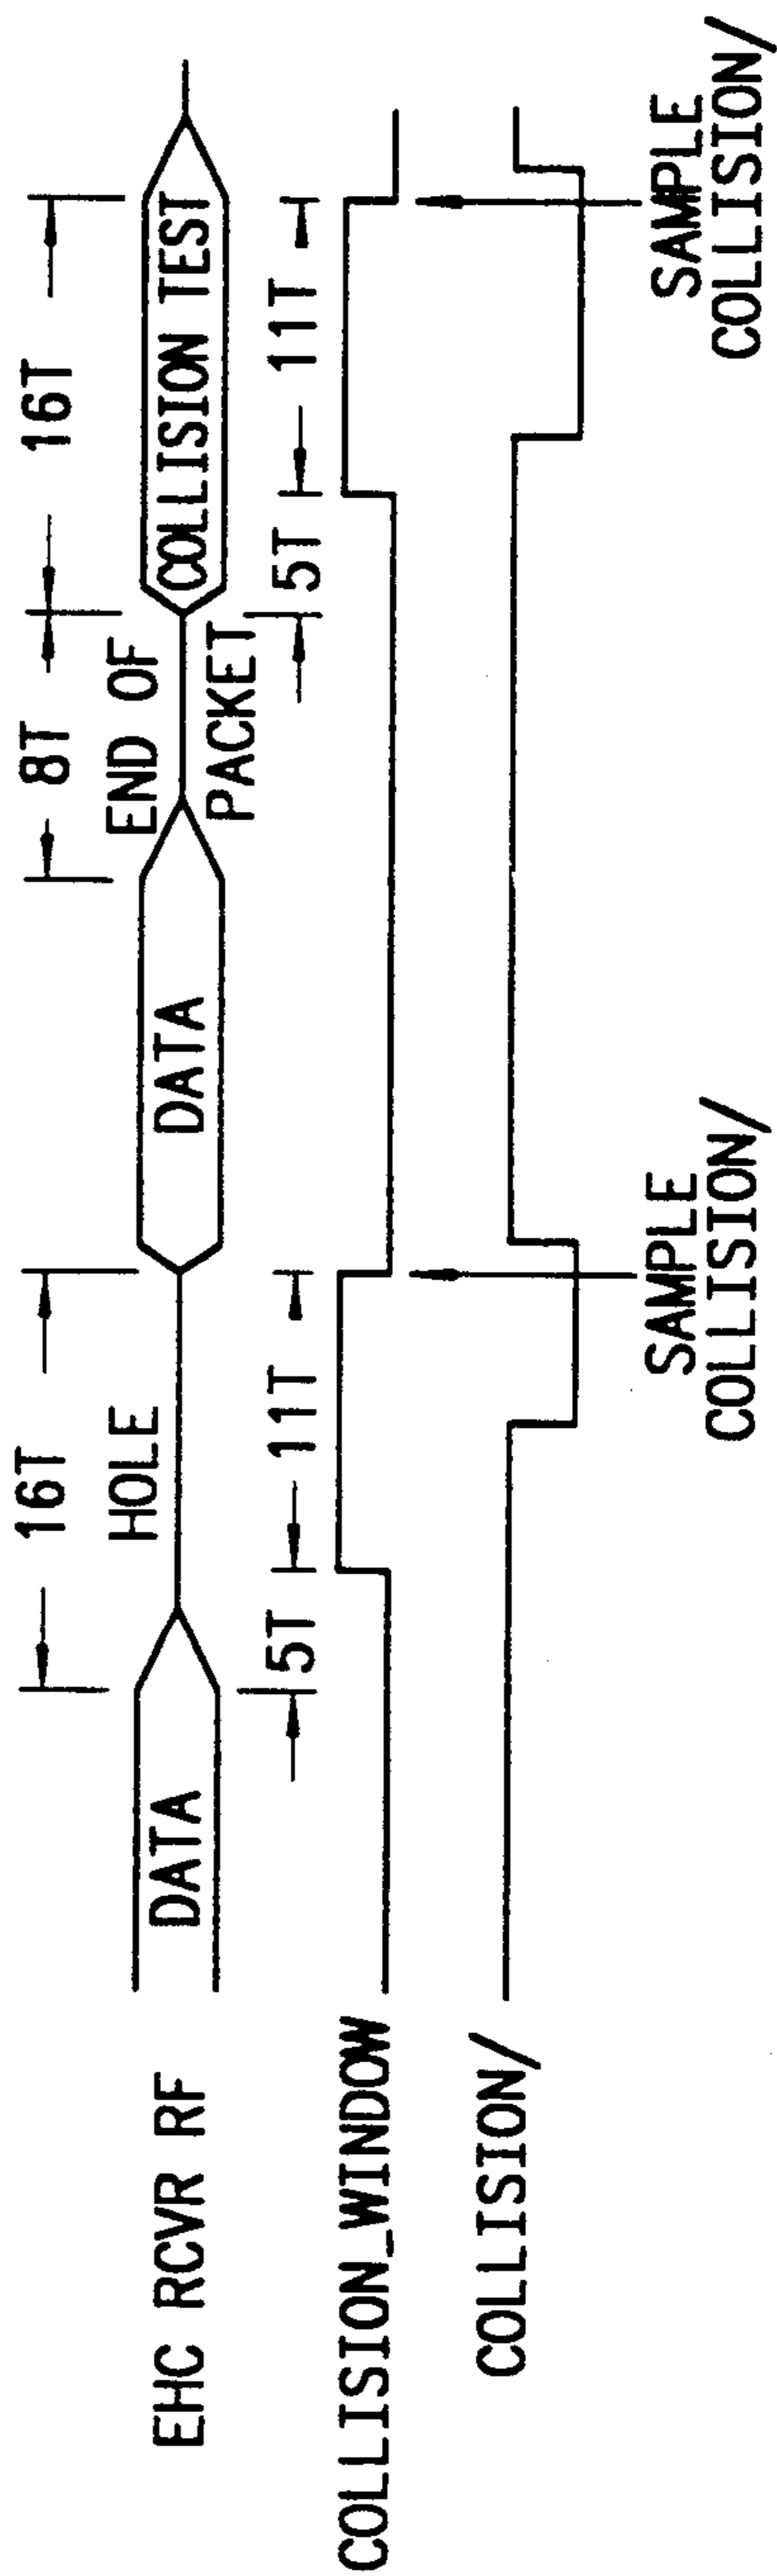 16T
16T
8T
HOLE
END OF
EHC RCVR RF
DATA
DATA
COLLISION TEST
PACKET
5T
11T
5T
11T
COLLISION_WINDOW
COLLISION/
SAMPLE
COLLISION/
SAMPLE
COLLISION/